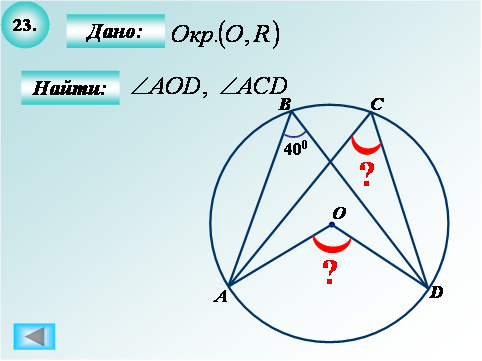 23. Дано: Окр.(O, R)
Найти: ∠AOD, ∠ACD
B C
40⁰ ?
O
?
A D